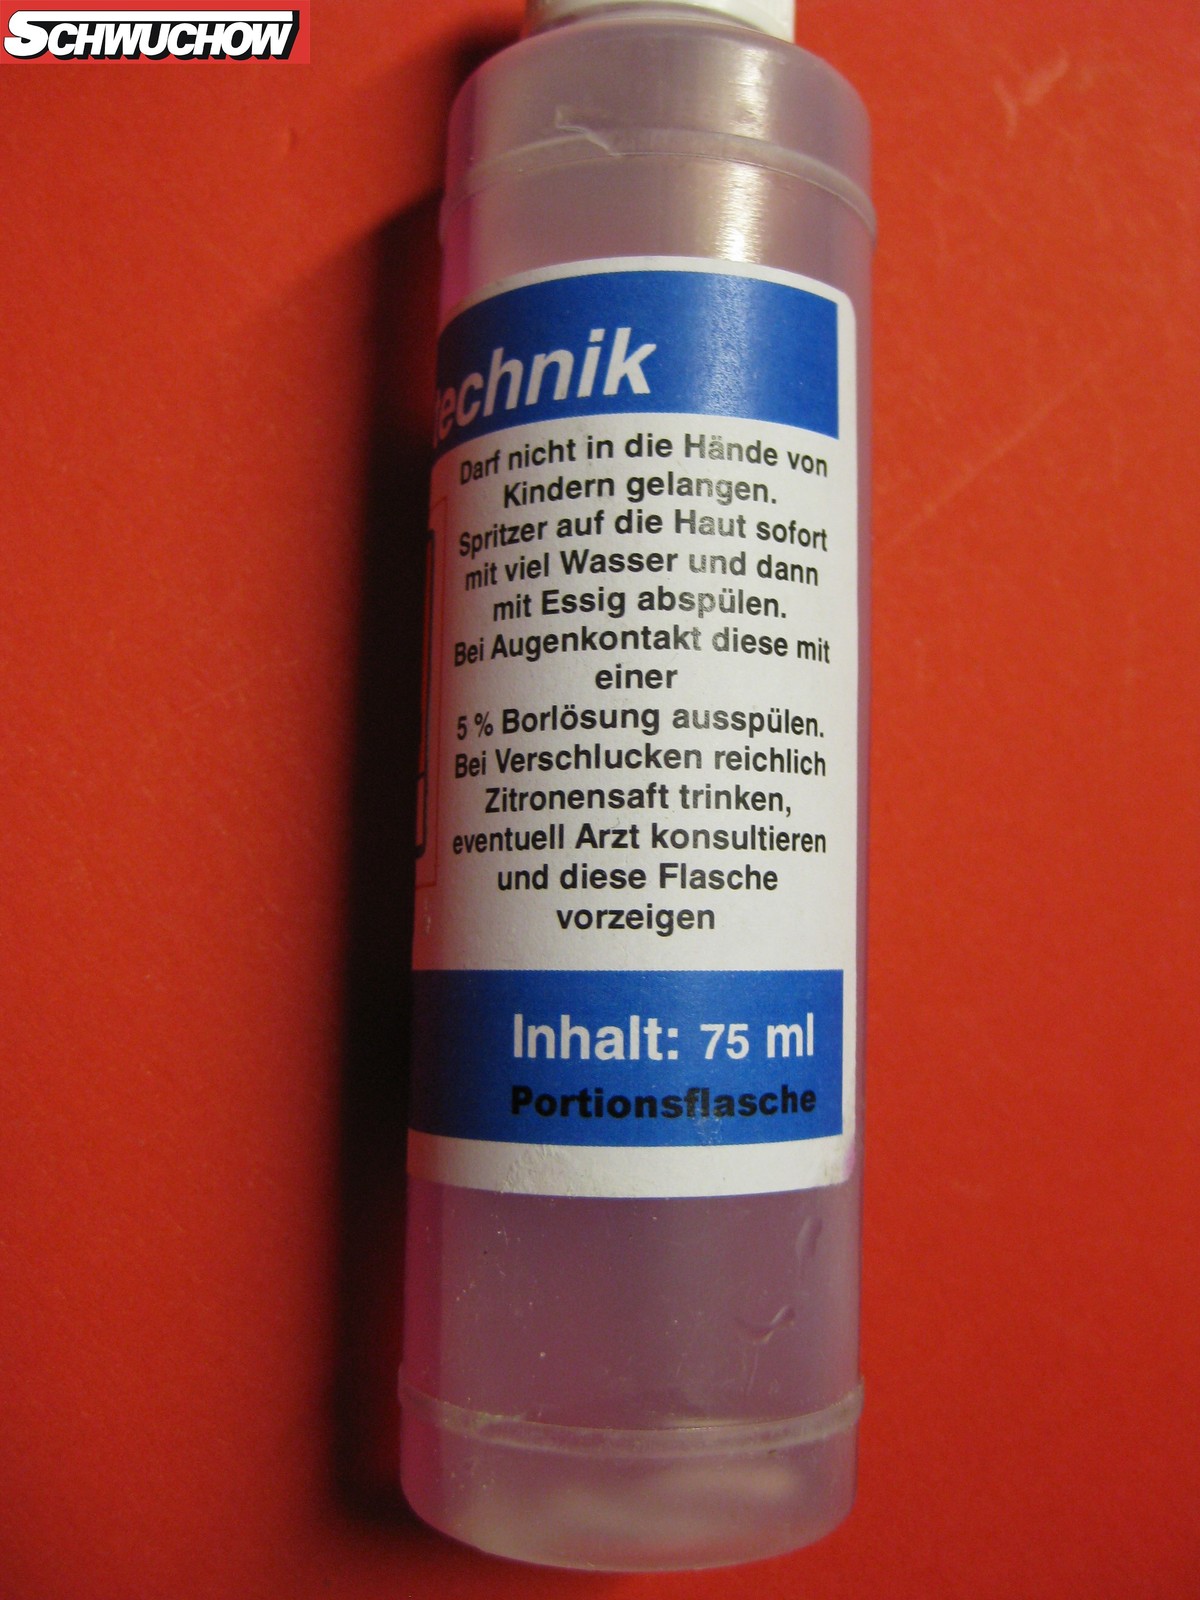 SCHWUCHOW
technik
Darf nicht in die Hände von
Kindern gelangen.
Spritzer auf die Haut sofort
mit viel Wasser und dann
mit Essig abspülen.
Bei Augenkontakt diese mit
einer
5 % Borlösung ausspülen.
Bei Verschlucken reichlich
Zitronensaft trinken,
eventuell Arzt konsultieren
und diese Flasche
vorzeigen
Inhalt: 75 ml
Portionsflasche